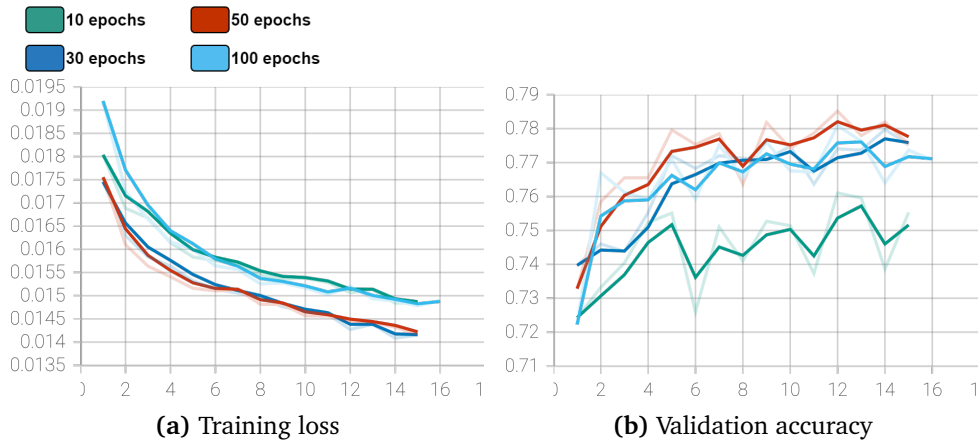 10 epochs
50 epochs
30 epochs
100 epochs
0.0195
0.019
0.0185
0.018
0.0175
0.017
0.0165
0.016
0.0155
0.015
0.0145
0.014
0.0135
2 4 6 8 10 12 14 16 1
0.79
0.78
0.77
0.76
0.75
0.74
0.73
0.72
0.71
2 4 6 8 10 12 14 16 1
(a) Training loss
(b) Validation accuracy